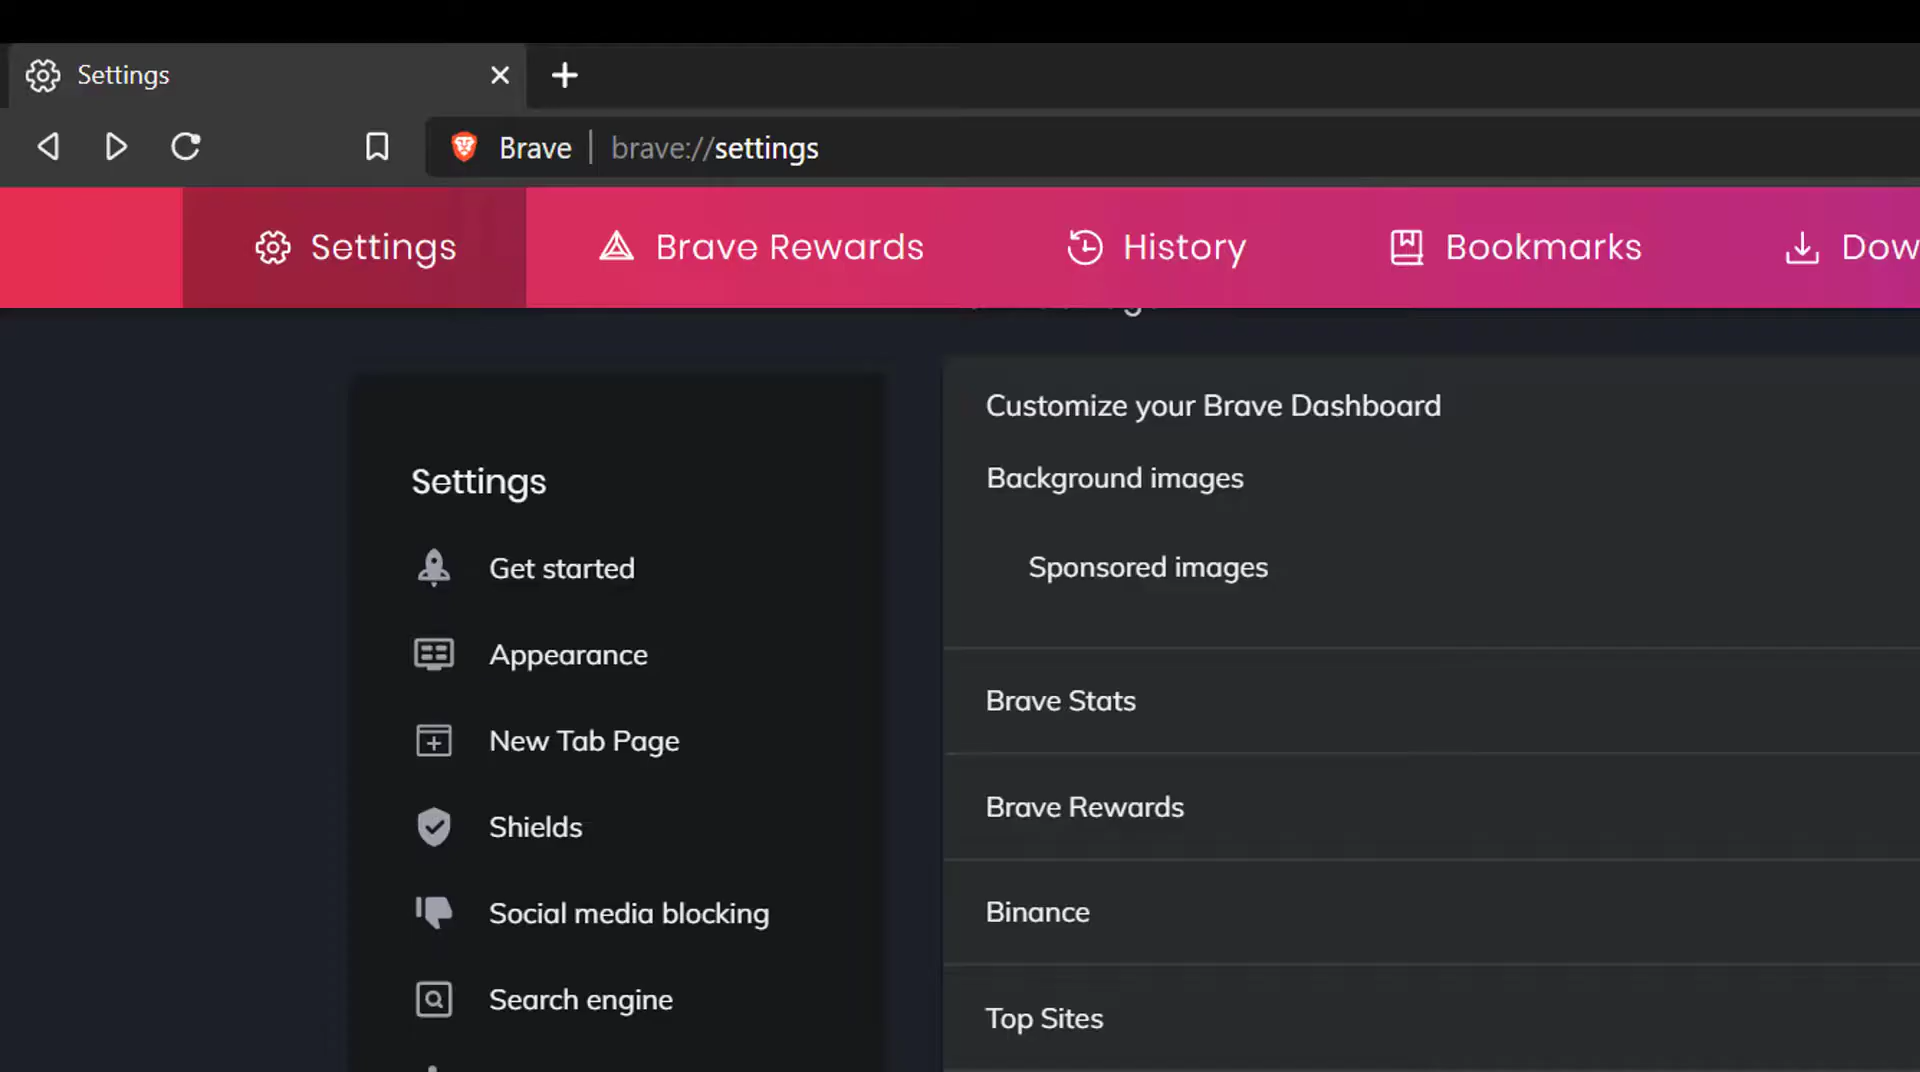 Settings
Brave | brave://settings
Settings
Brave Rewards
History
Bookmarks
Dow
Settings
Get started
Appearance
New Tab Page
Shields
Social media blocking
Search engine
Customize your Brave Dashboard
Background images
Sponsored images
Brave Stats
Brave Rewards
Binance
Top Sites